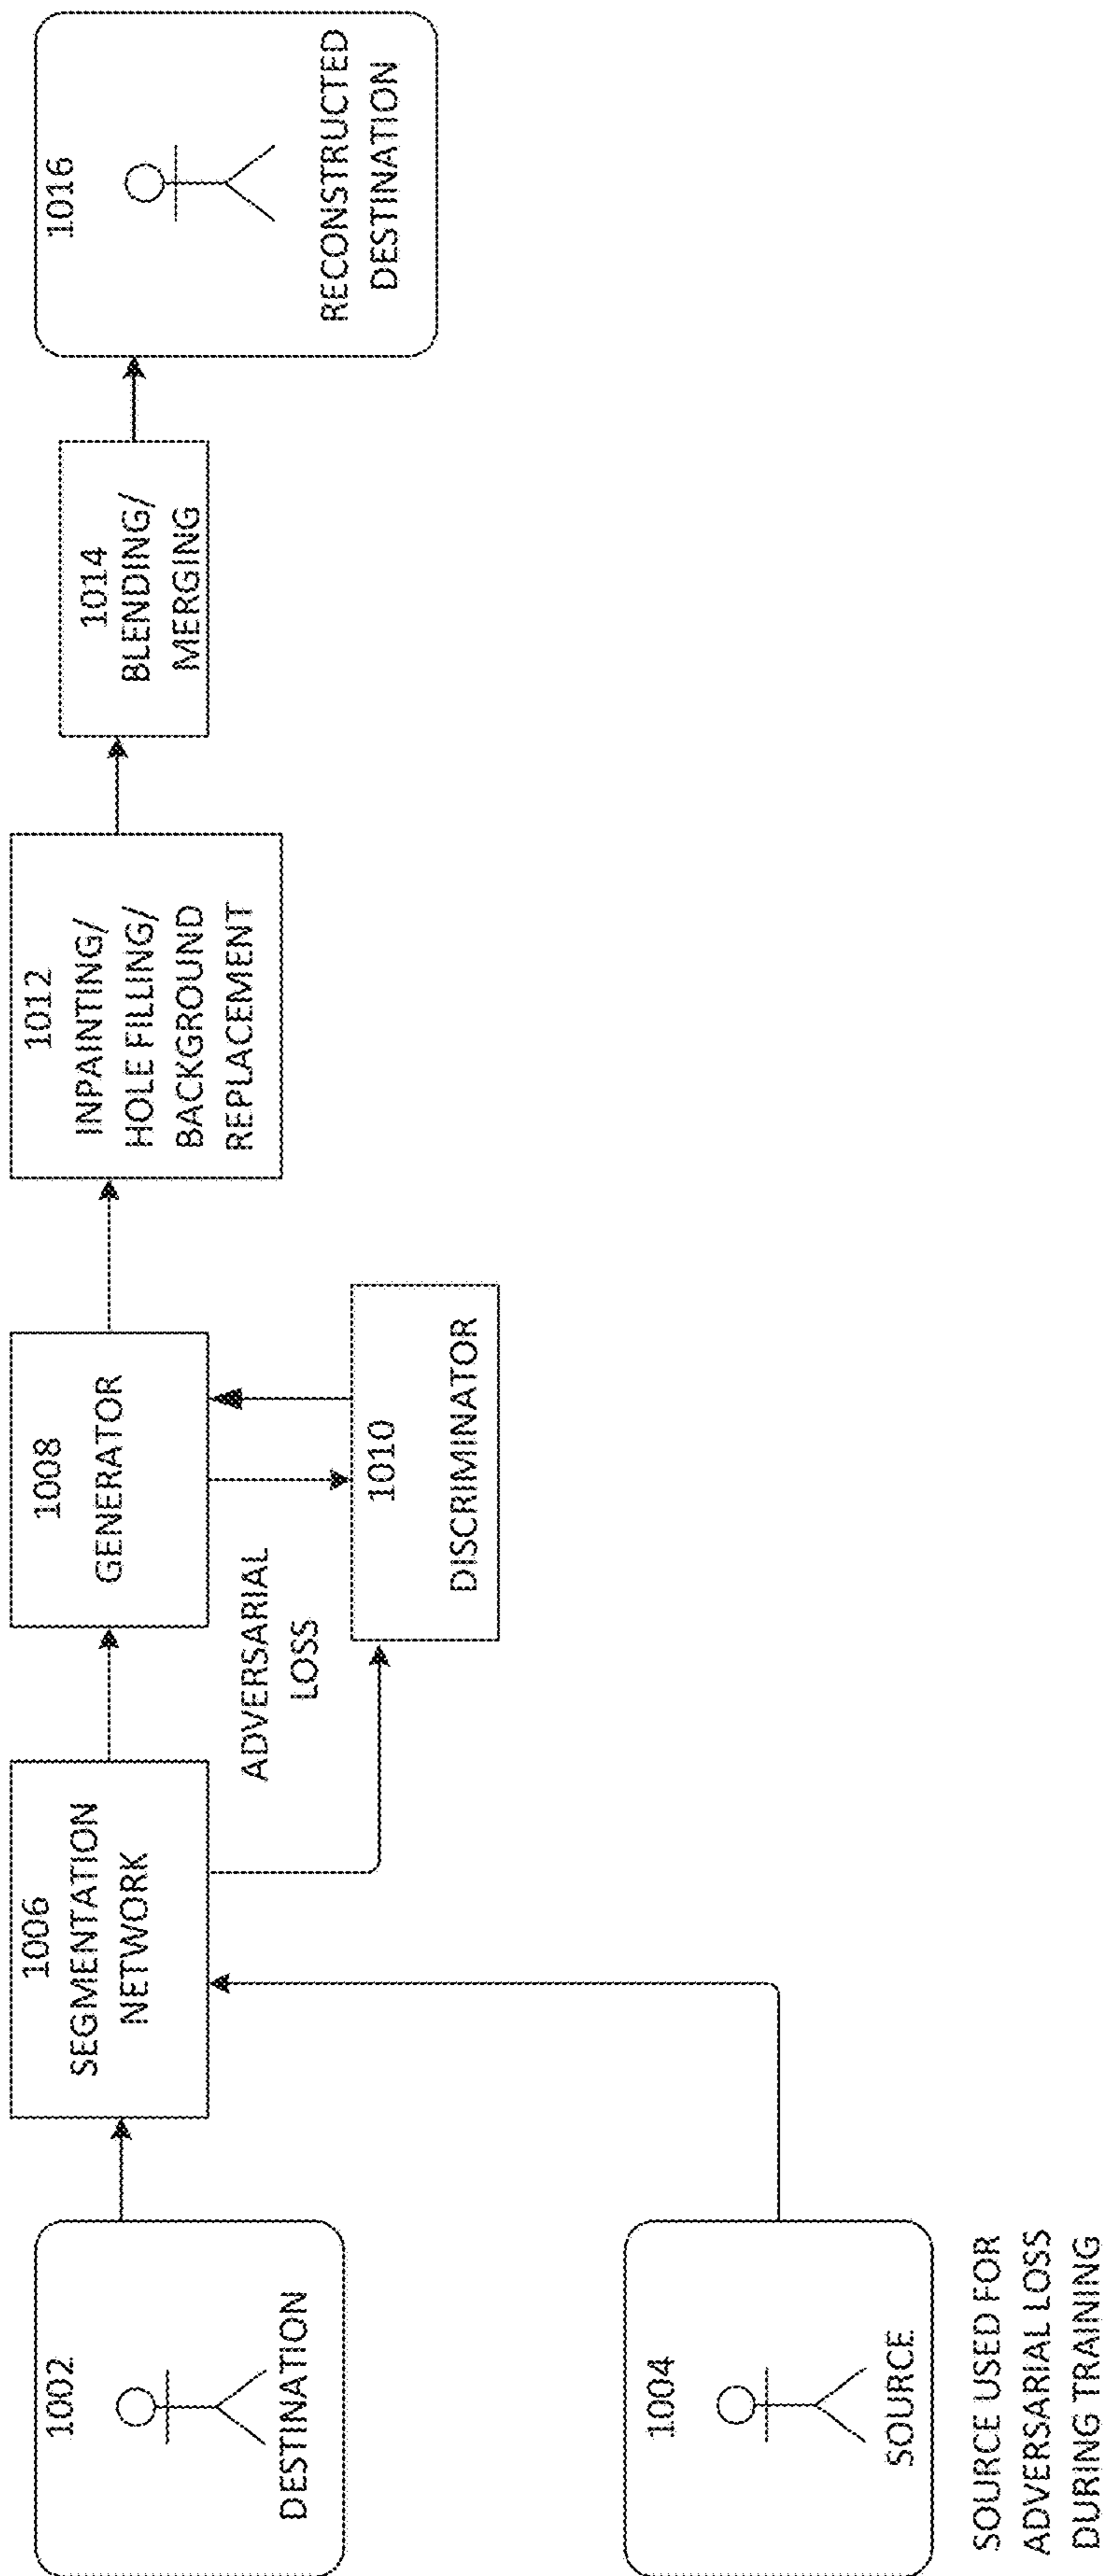 1002
DESTINATION
1004
SOURCE
SOURCE USED FOR
ADVERSARIAL LOSS
DURING TRAINING
1006
SEGMENTATION
NETWORK
ADVERSARIAL
LOSS
1008
GENERATOR
1010
DISCRIMINATOR
1012
INPAINTING/
HOLE FILLING/
BACKGROUND
REPLACEMENT
1014
BLENDING/
MERGING
1016
RECONSTRUCTED
DESTINATION